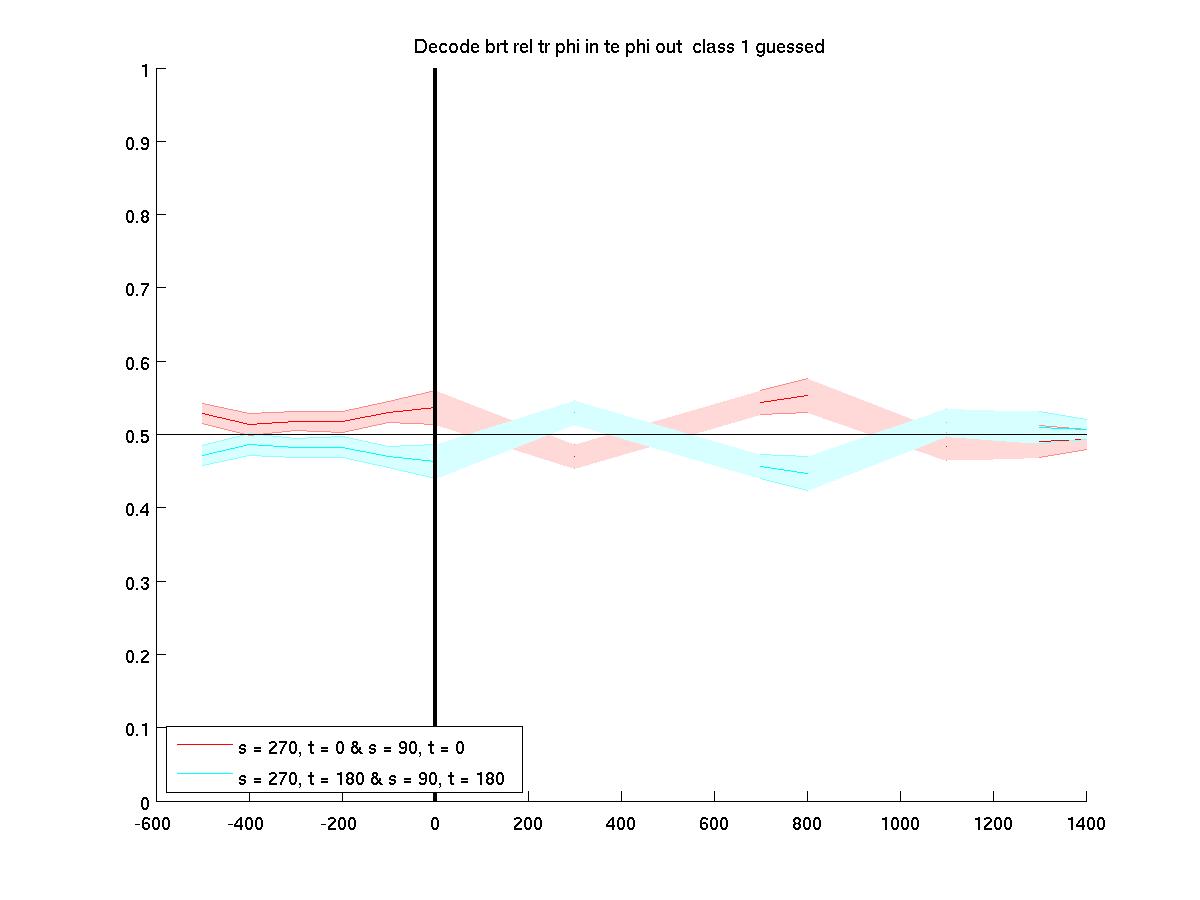 Decode brt rel tr phi in te phi out class 1 guessed
1
0.9
0.8
0.7
0.6
0.5
0.4
0.3
0.2
0.1
0
s = 270, t = 0 & s = 90, t = 0
s = 270, t = 180 & s = 90, t = 180
-600 -400 -200 0 200 400 600 800 1000 1200 1400